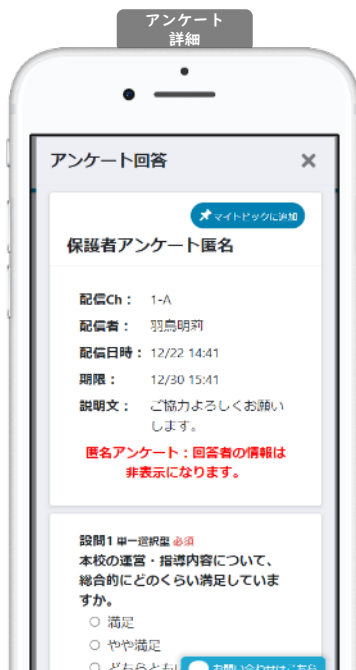 アンケート
詳細
アンケート回答
マイトピックに追加
保護者アンケート匿名
配信Ch： 1-A
配信者： 羽鳥明莉
配信日時： 12/22 14:41
期限： 12/30 15:41
説明文： ご協力よろしくお願い
します。
匿名アンケート：回答者の情報は
非表示になります。
設問1 単一選択型 必須
本校の運営・指導内容について、
総合的にどのくらい満足していま
すか。
満足
やや満足
どちらとも
お問い合わせはこちら